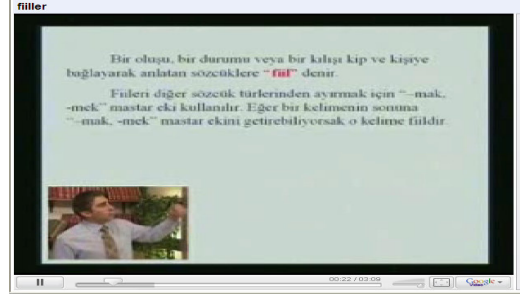 fiiller
Bir oluşu, bir durumu veya bir kılışı kip ve kişiye
bağlayarak anlatan sözcüklere “fiil” denir.
Fiileri diğer sözcük türlerinden ayırmak için “–mak,
-mek” mastar eki kullanılır. Eğer bir kelimenin sonuna
“–mak, -mek” mastar ekini getirebiliyorsak o kelime fiildir.
00:22 / 03:09
Google